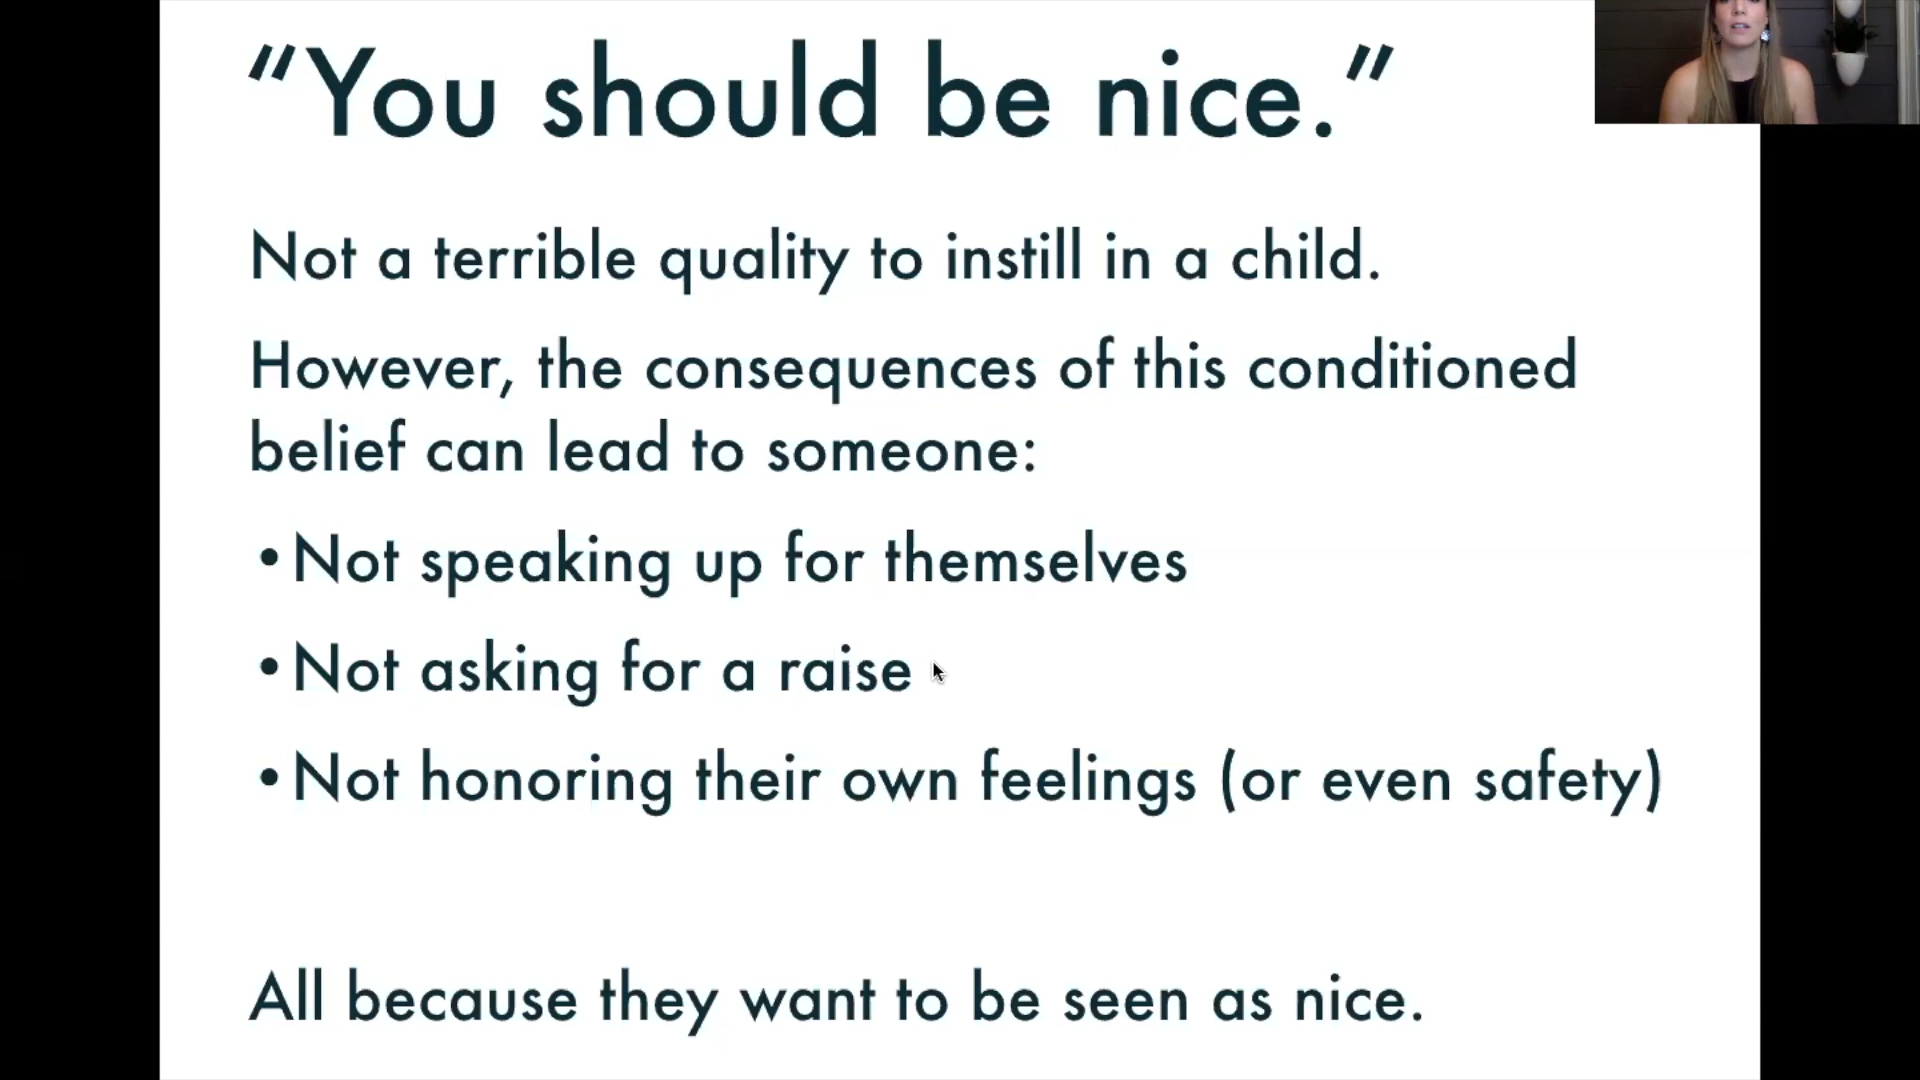 “You should be nice.”
Not a terrible quality to instill in a child.
However, the consequences of this conditioned
belief can lead to someone:
•Not speaking up for themselves
•Not asking for a raise
•Not honoring their own feelings (or even safety)
All because they want to be seen as nice.